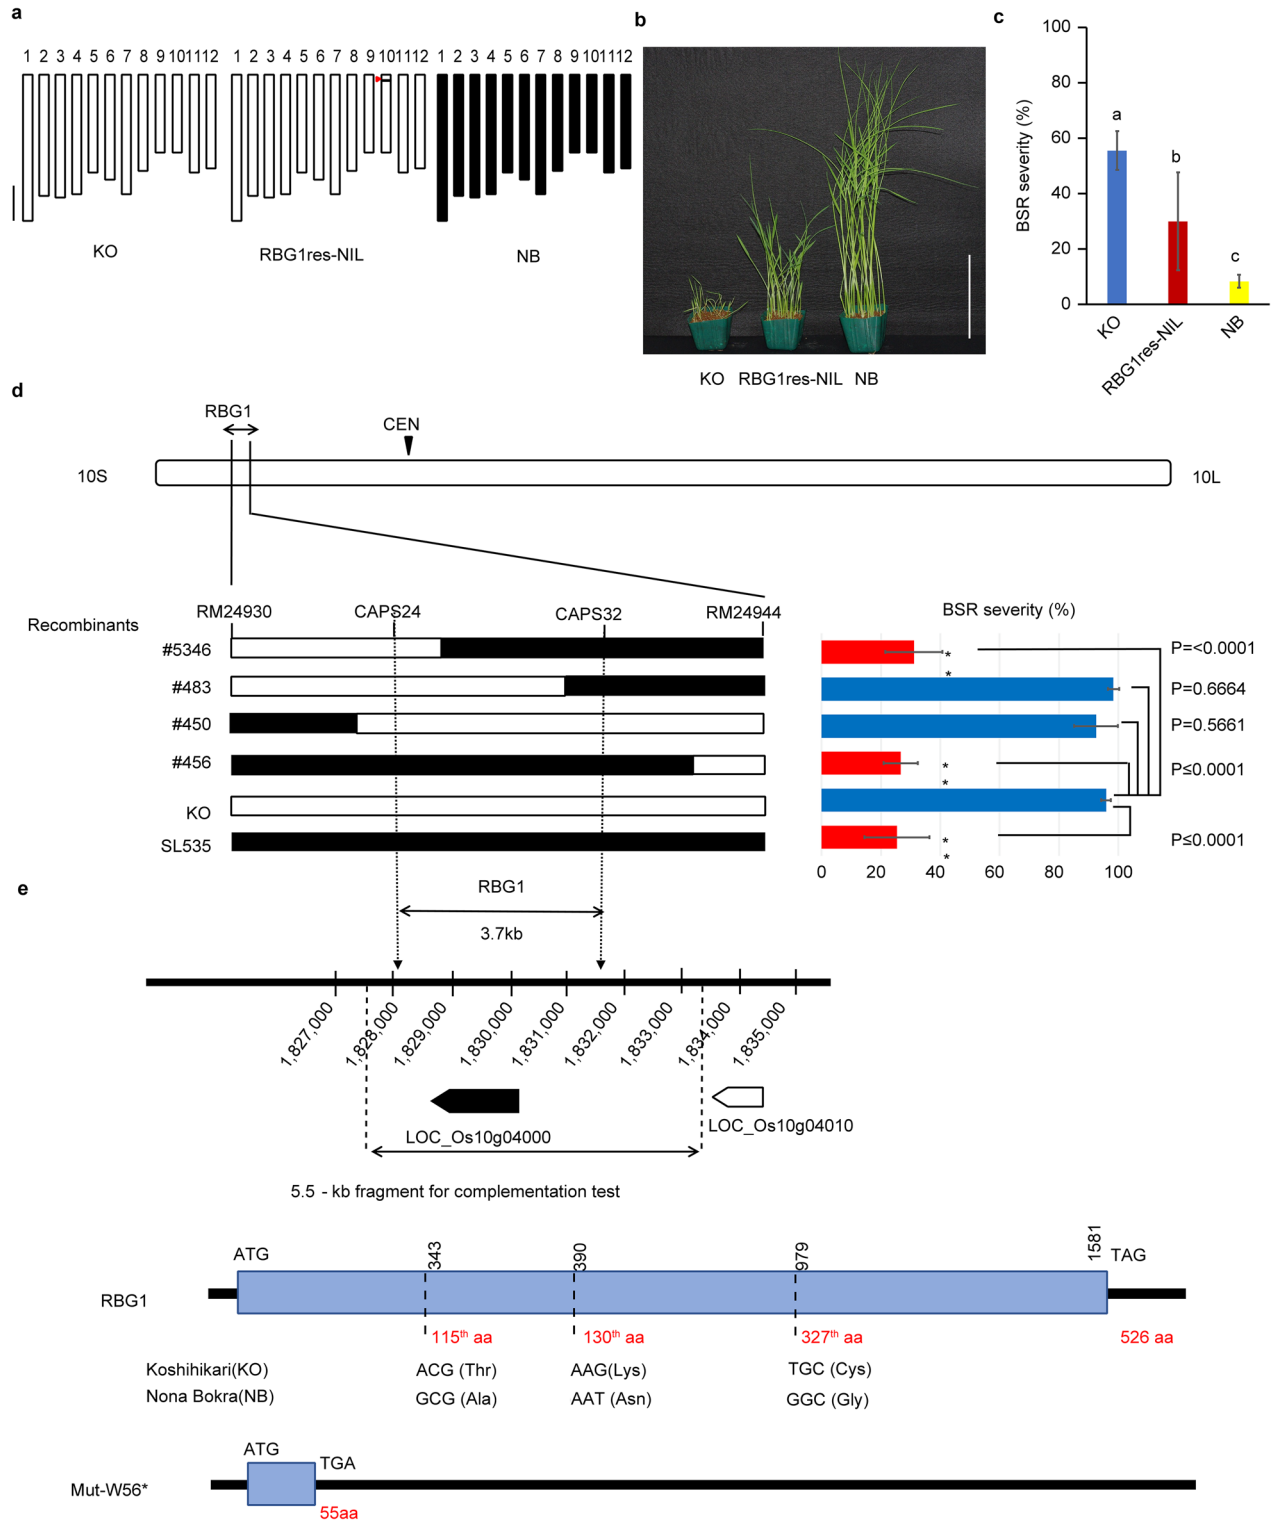 a
1 2 3 4 5 6 7 8 9 10 11 12
1 2 3 4 5 6 7 8 9 10 11 12
1 2 3 4 5 6 7 8 9 10 11 12
KO
RBG1res-NIL
NB
b
KO RBG1res-NIL NB
c
BSR severity (%)
100
80
60
40
20
0
a
b
c
KO
RBG1res-NIL
NB
d
RBG1
CEN
10S
10L
Recombinants
RM24930
CAPS24
CAPS32
RM24944
BSR severity (%)
#5346
* *
P=<0.0001
#483
P=0.6664
#450
P=0.5661
#456
* *
P≤0.0001
KO
SL535
* *
P≤0.0001
0 20 40 60 80 100
e
RBG1
3.7kb
1,827,000
1,828,000
1,829,000
1,830,000
1,831,000
1,832,000
1,833,000
1,834,000
1,835,000
LOC_Os10g04000
LOC_Os10g04010
5.5 - kb fragment for complementation test
ATG
343
390
979
1581
TAG
RBG1
115th aa
130th aa
327th aa
526 aa
Koshihikari(KO) ACG (Thr) AAG(Lys) TGC (Cys)
Nona Bokra(NB) GCG (Ala) AAT (Asn) GGC (Gly)
ATG
TGA
Mut-W56*
55aa